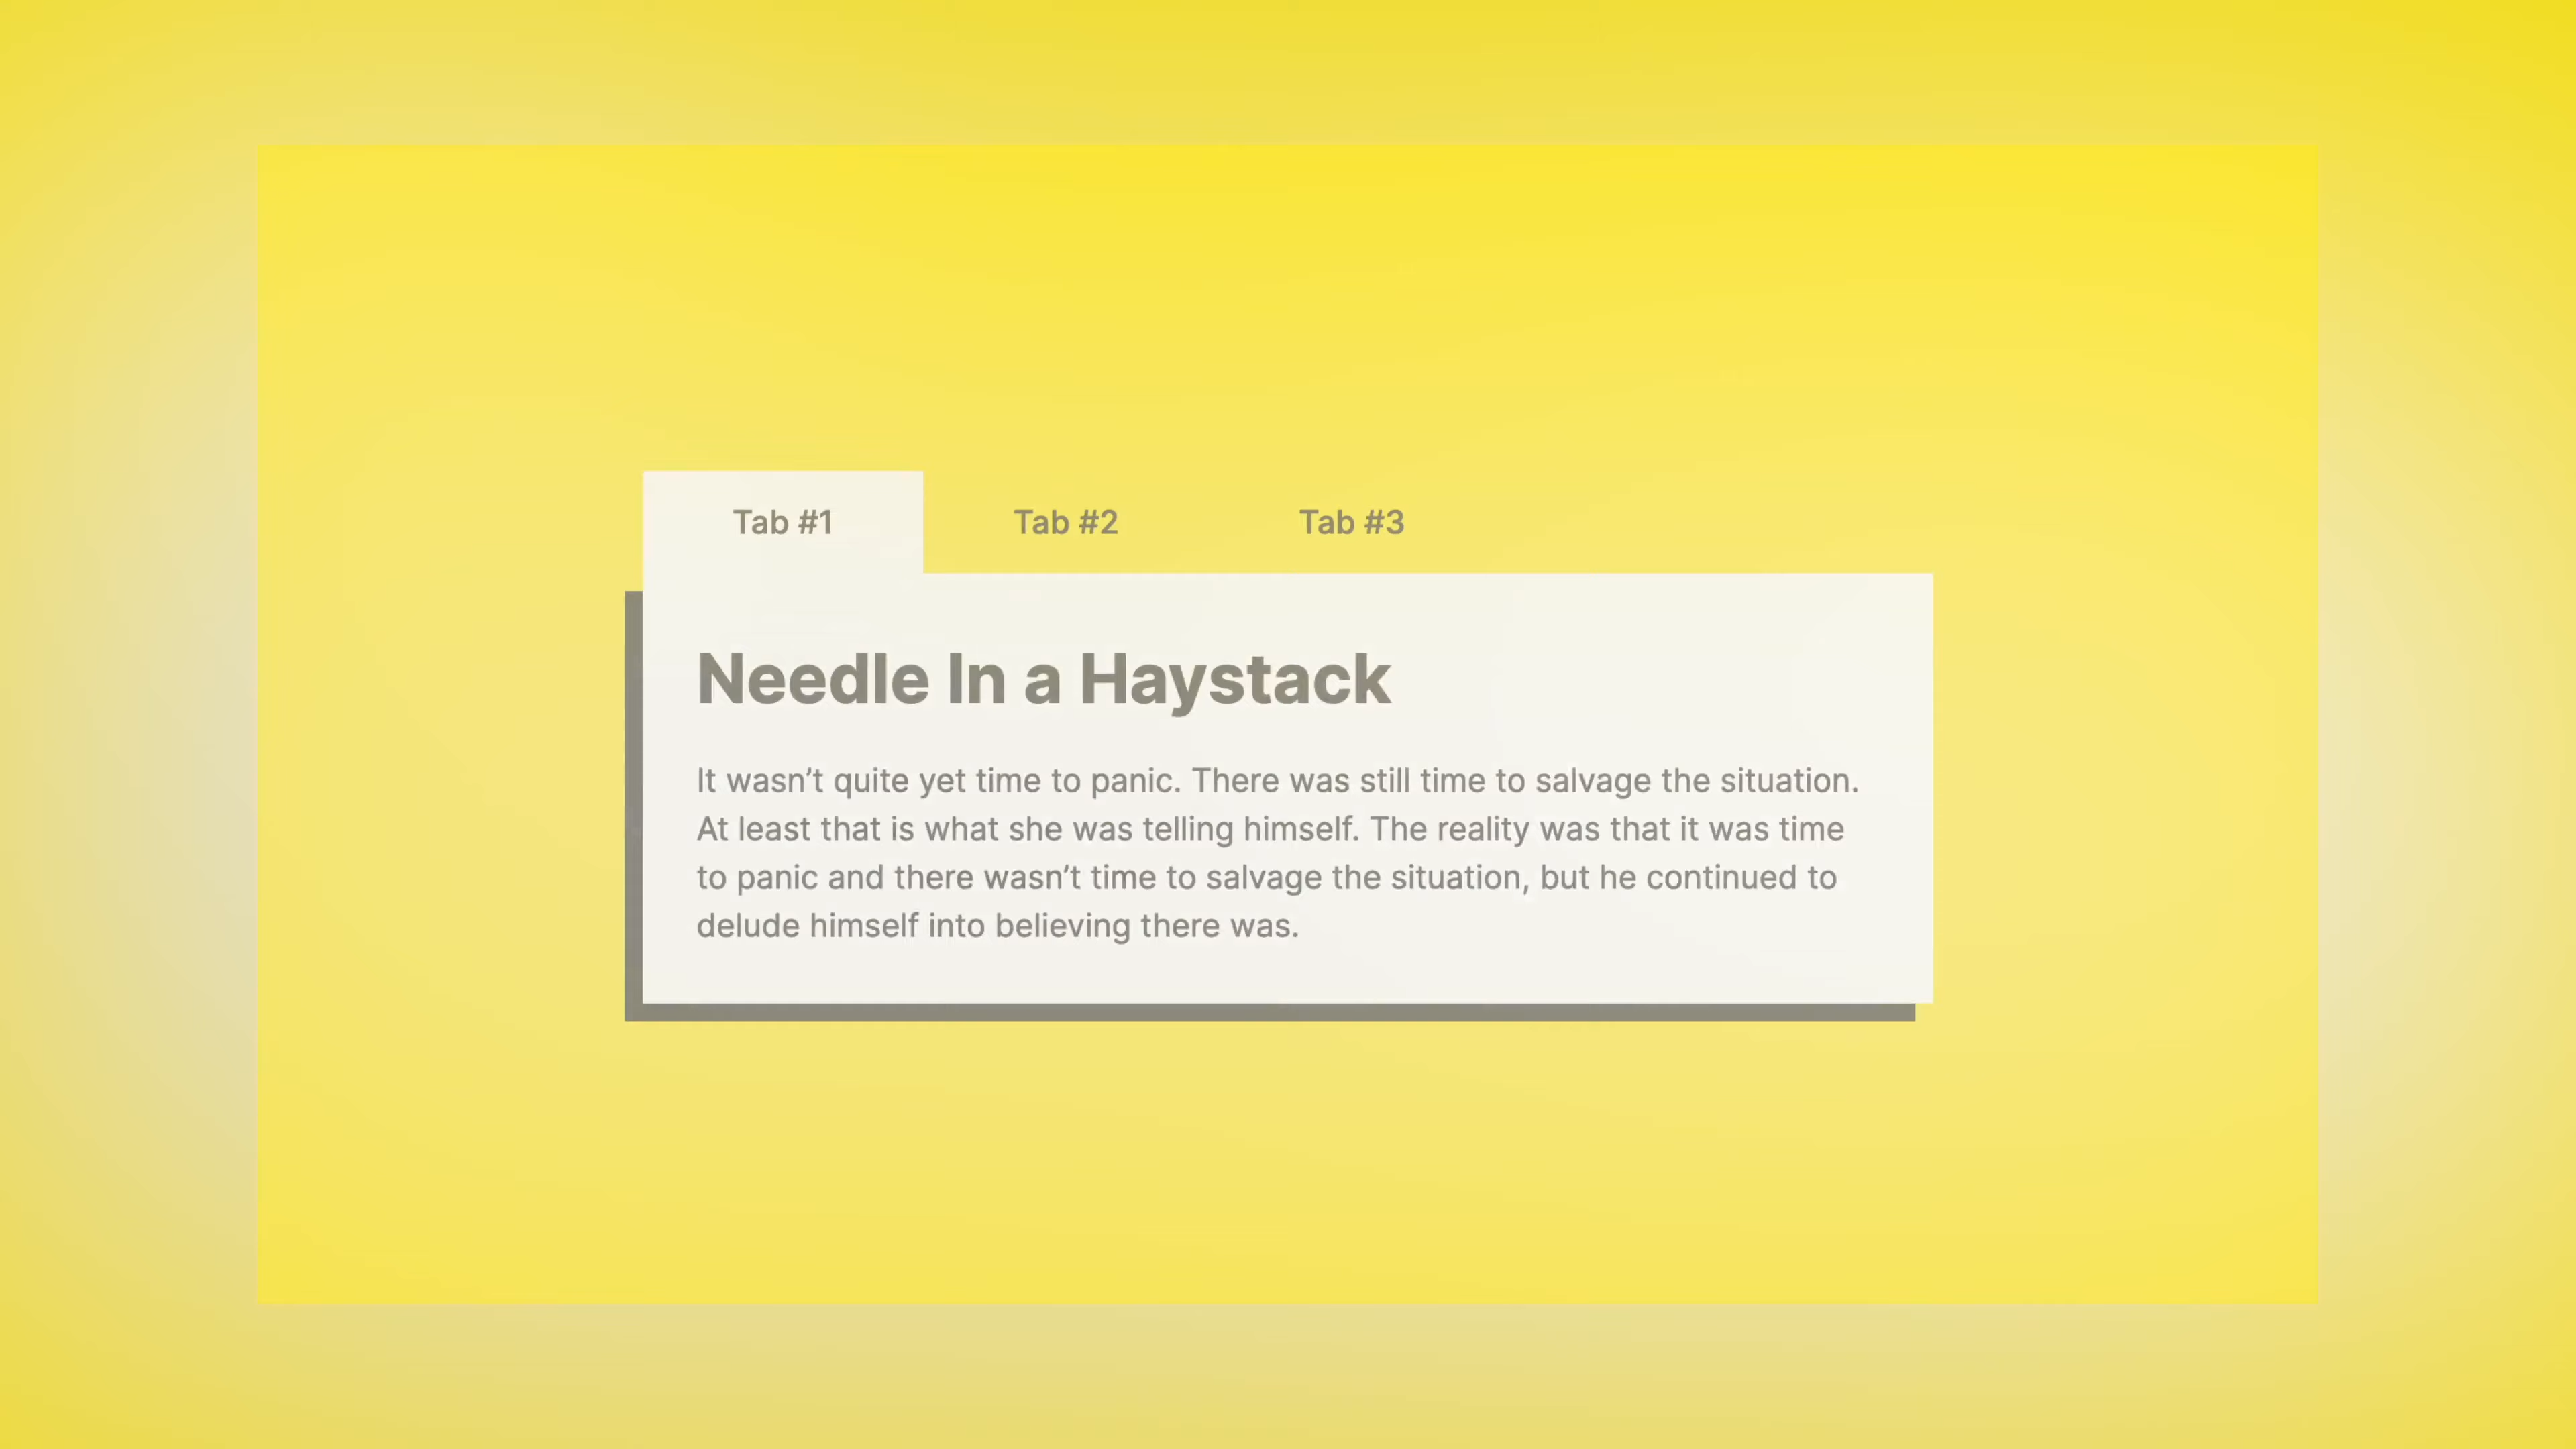 Tab #1 Tab #2 Tab #3
Needle In a Haystack
It wasn’t quite yet time to panic. There was still time to salvage the situation.
At least that is what she was telling himself. The reality was that it was time
to panic and there wasn’t time to salvage the situation, but he continued to
delude himself into believing there was.